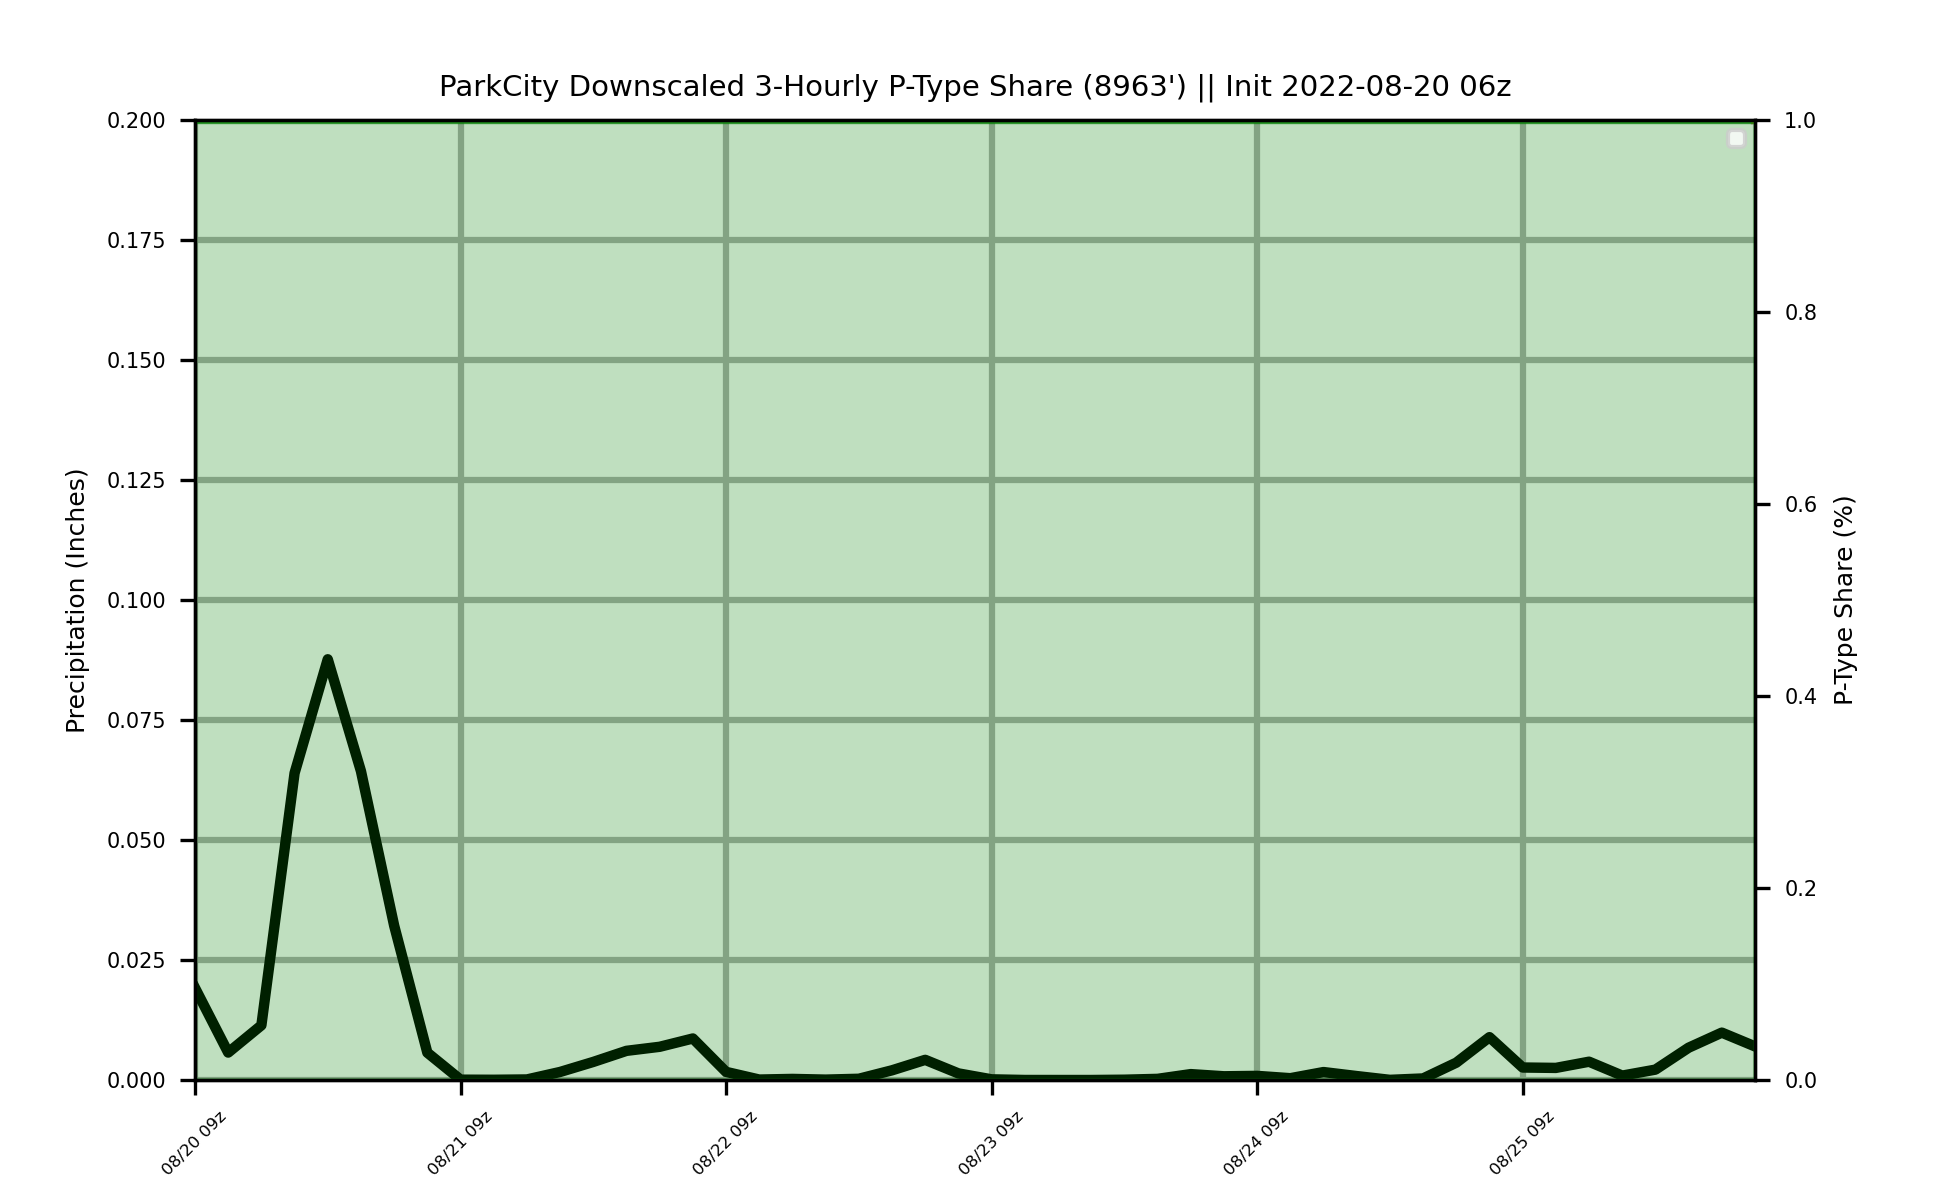 ParkCity Downscaled 3-Hourly P-Type Share (8963') || Init 2022-08-20 06z
0.200
0.175
0.150
0.125
0.100
0.075
0.050
0.025
0.000
Precipitation (Inches)
1.0
0.8
0.6
0.4
0.2
0.0
P-Type Share (%)
08/20 09z
08/21 09z
08/22 09z
08/23 09z
08/24 09z
08/25 09z